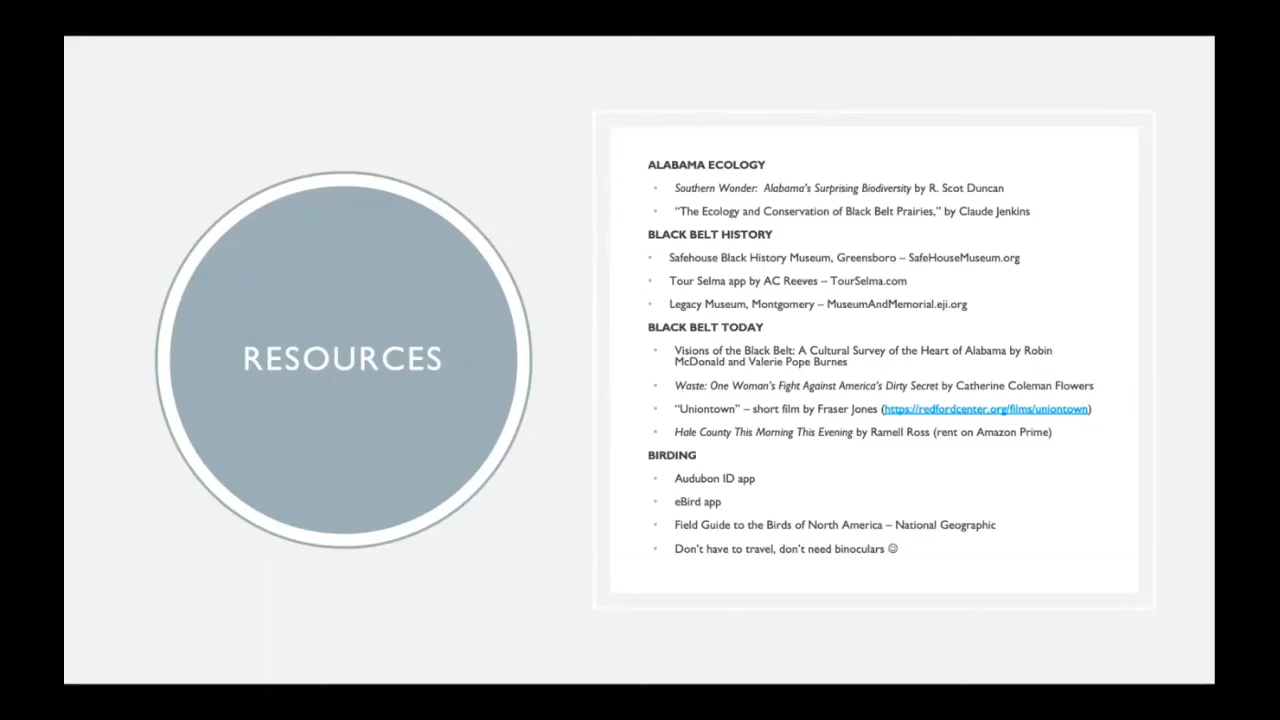 RESOURCES
ALABAMA ECOLOGY
• Southern Wonder: Alabama's Surprising Biodiversity by R. Scot Duncan
• “The Ecology and Conservation of Black Belt Prairies,” by Claude Jenkins
BLACK BELT HISTORY
• Safehouse Black History Museum, Greensboro – SafeHouseMuseum.org
• Tour Selma app by AC Reeves – TourSelma.com
• Legacy Museum, Montgomery – MuseumAndMemorial.eji.org
BLACK BELT TODAY
• Visions of the Black Belt: A Cultural Survey of the Heart of Alabama by Robin
McDonald and Valerie Pope Burnes
• Waste: One Woman's Fight Against America's Dirty Secret by Catherine Coleman Flowers
• “Uniontown” – short film by Fraser Jones (https://redfordcenter.org/films/uniontown)
• Hale County This Morning This Evening by Ramell Ross (rent on Amazon Prime)
BIRDING
• Audubon ID app
• eBird app
• Field Guide to the Birds of North America – National Geographic
• Don't have to travel, don't need binoculars ☺